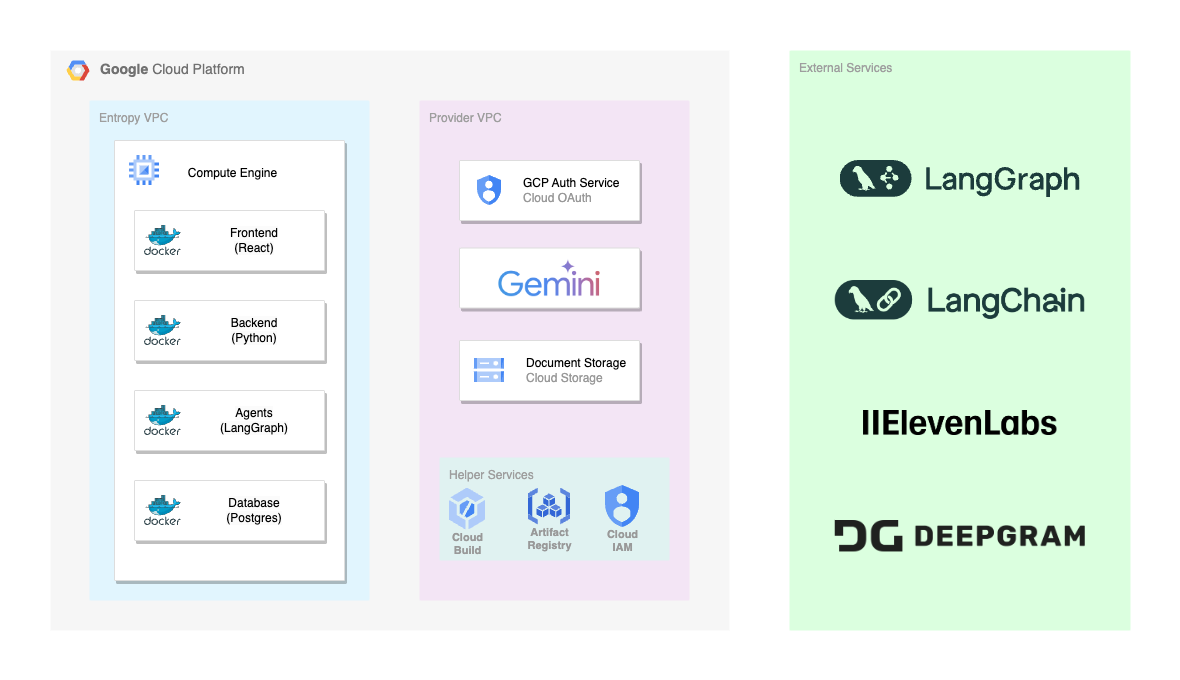 Google Cloud Platform
Entropy VPC
Compute Engine
docker
Frontend
(React)
docker
Backend
(Python)
docker
Agents
(LangGraph)
docker
Database
(Postgres)
Provider VPC
GCP Auth Service
Cloud OAuth
Gemini
Document Storage
Cloud Storage
Helper Services
Cloud
Build
Artifact
Registry
Cloud
IAM
External Services
LangGraph
LangChain
IIElevenLabs
DG DEEPGRAM